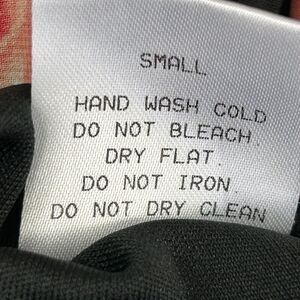 SMALL
HAND WASH COLD
DO NOT BLEACH
DRY FLAT.
DO NOT IRON
DO NOT DRY CLEAN